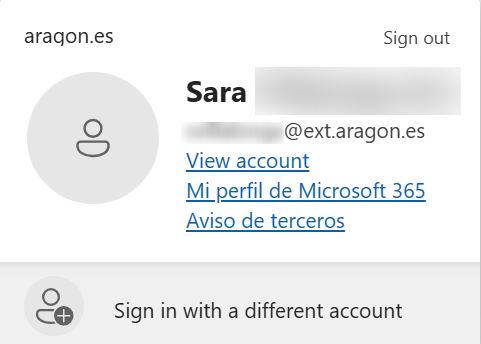 aragon.es
Sign out
Sara
@ext.aragon.es
View account
Mi perfil de Microsoft 365
Aviso de terceros
Sign in with a different account